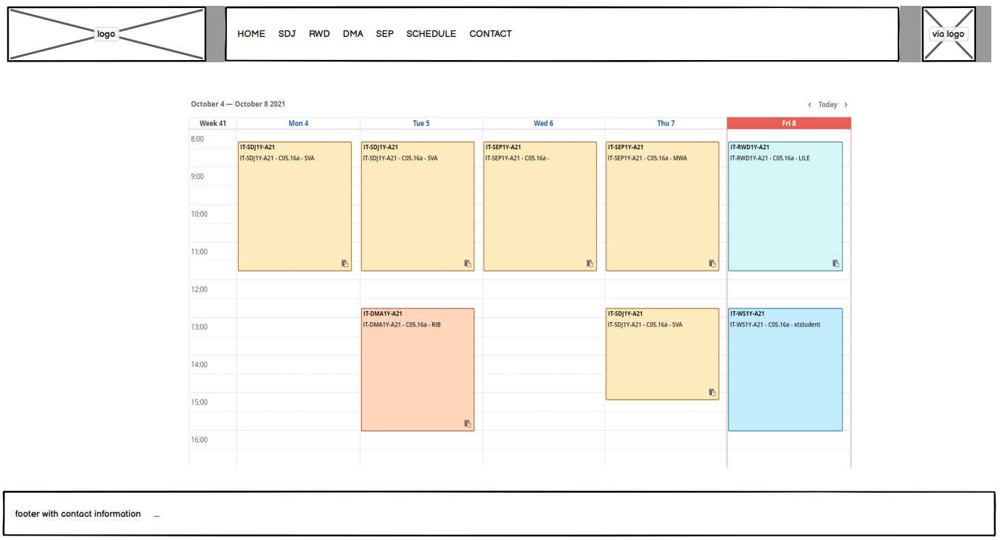 logo
HOME SDJ RWD DMA SEP SCHEDULE CONTACT
via logo
October 4 — October 8 2021
‹ Today ›
Week 41 Mon 4 Tue 5 Wed 6 Thu 7 Fri 8
8:00
IT-SDJ1Y-A21
IT-SDJ1Y-A21 - C05.16a - SVA
IT-SDJ1Y-A21
IT-SDJ1Y-A21 - C05.16a - SVA
IT-SEP1Y-A21
IT-SEP1Y-A21 - C05.16a -
IT-SEP1Y-A21
IT-SEP1Y-A21 - C05.16a - MWA
IT-RWD1Y-A21
IT-RWD1Y-A21 - C05.16a - LILE
9:00
10:00
11:00
12:00
IT-DMA1Y-A21
IT-DMA1Y-A21 - C05.16a - RIB
IT-SDJ1Y-A21
IT-SDJ1Y-A21 - C05.16a - SVA
IT-WS1Y-A21
IT-WS1Y-A21 - C05.16a - xtstudent
13:00
14:00
15:00
16:00
footer with contact information ...